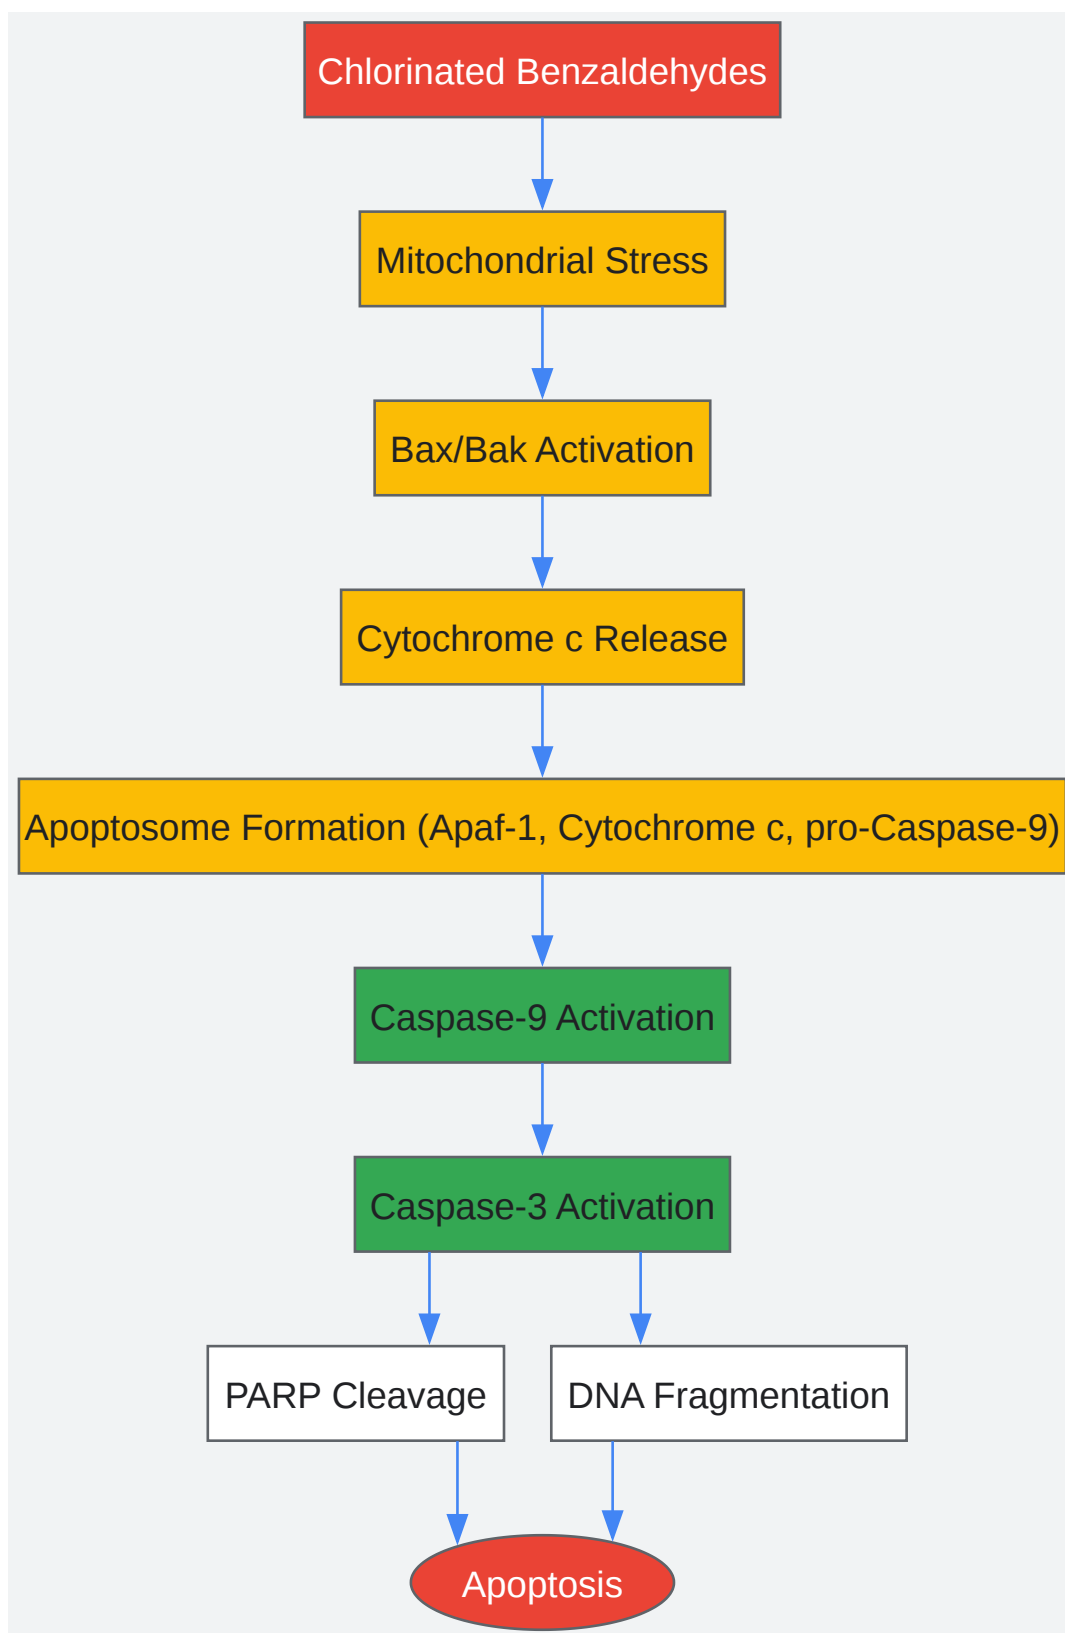 Chlorinated Benzaldehydes
Mitochondrial Stress
Bax/Bak Activation
Cytochrome c Release
Apoptosome Formation (Apaf-1, Cytochrome c, pro-Caspase-9)
Caspase-9 Activation
Caspase-3 Activation
PARP Cleavage
DNA Fragmentation
Apoptosis